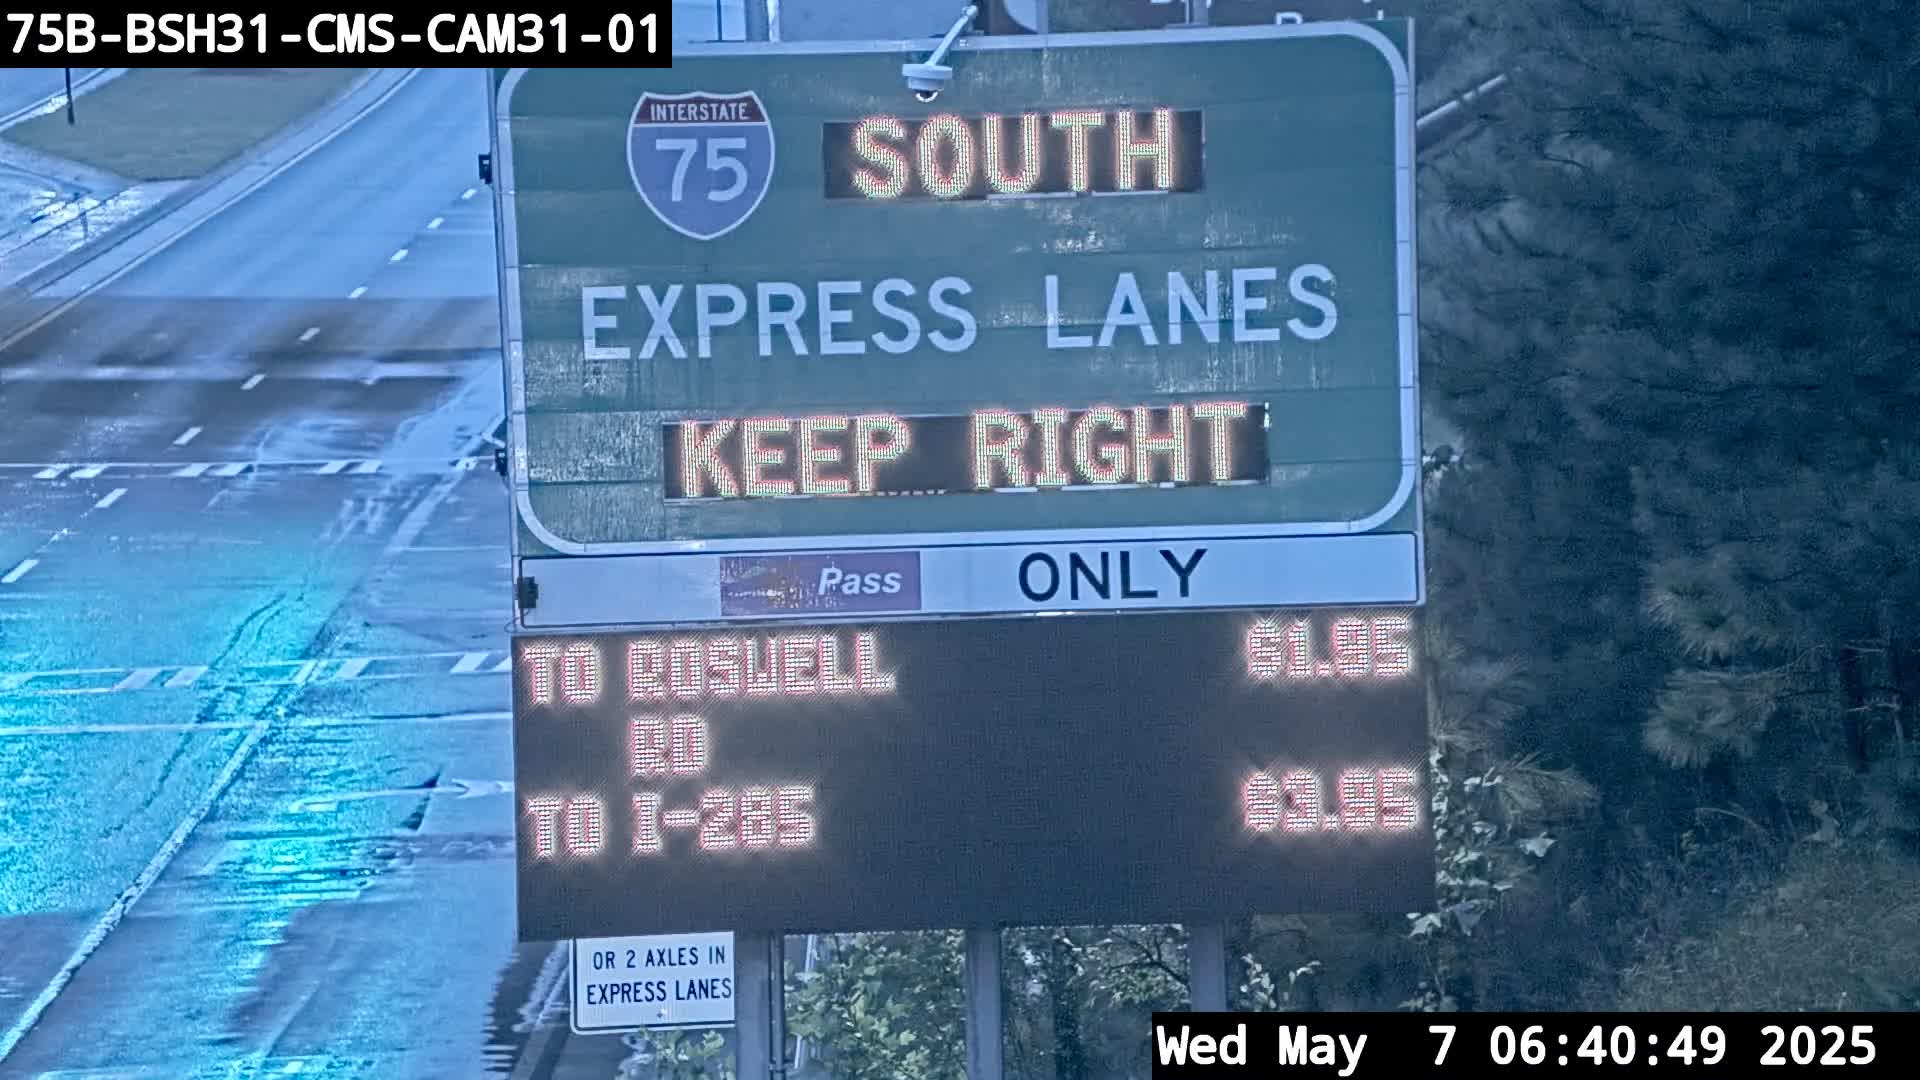 75B-BSH31-CMS-CAM31-01
INTERSTATE
75
SOUTH
EXPRESS LANES
KEEP RIGHT
Pass ONLY
TO ROSWELL $1.95
RD
TO I-285 $3.95
OR 2 AXLES IN
EXPRESS LANES
Wed May 7 06:40:49 2025